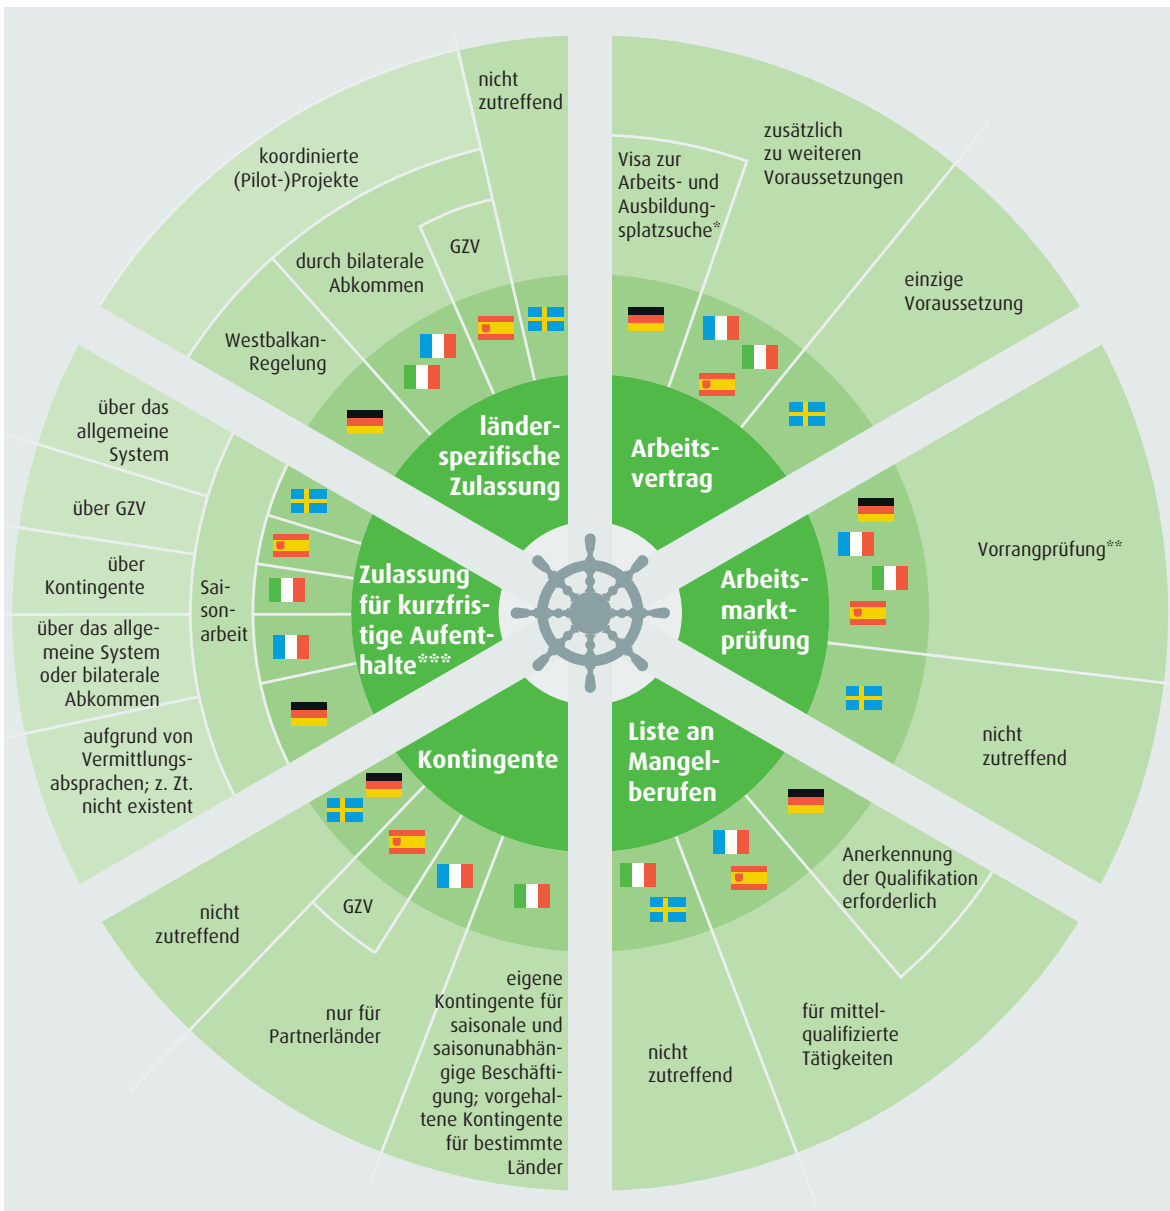 nicht
zutreffend
koordinierte
(Pilot-)Projekte
GZV
durch bilaterale
Abkommen
Westbalkan-
Regelung
länder-
spezifische
Zulassung
zusätzlich
zu weiteren
Voraussetzungen
Visa zur
Arbeits- und
Ausbildung-
splatzsuche*
einzige
Voraussetzung
Arbeits-
vertrag
Vorrangprüfung**
Arbeits-
markt-
prüfung
nicht
zutreffend
Liste an
Mangel-
berufen
Anerkennung
der Qualifikation
erforderlich
für mittel-
qualifizierte
Tätigkeiten
nicht
zutreffend
Kontingente
eigene
Kontingente für
saisonale und
saisonunabhän-
gige Beschäfti-
gung; vorgehal-
tene Kontingente
für bestimmte
Länder
GZV
nur für
Partnerländer
nicht
zutreffend
Zulassung
für kurzfris-
tige Aufent-
halte***
Sai-
son-
arbeit
über das
allgemeine
System
über GZV
über
Kontingente
über das allge-
meine System
oder bilaterale
Abkommen
aufgrund von
Vermittlungs-
absprachen; z. Zt.
nicht existent